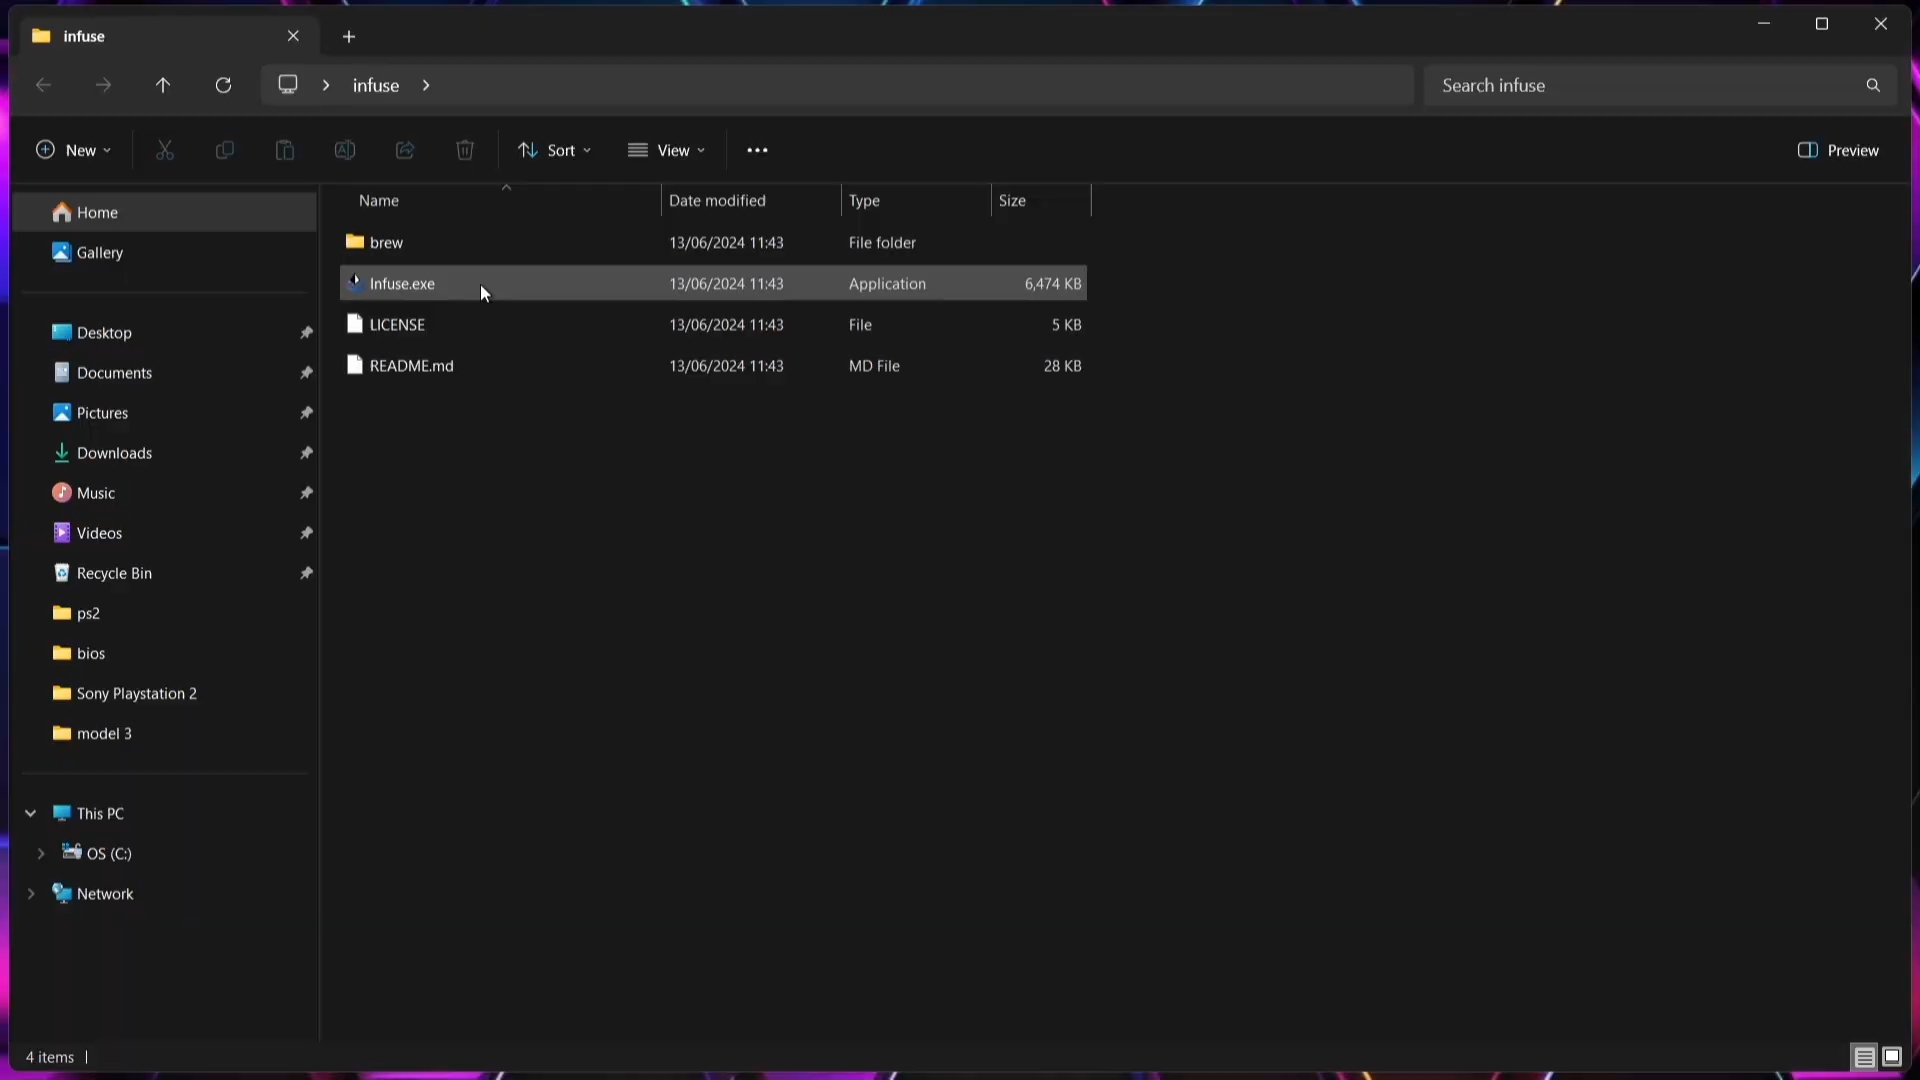 infuse
infuse
Search infuse
New
Sort
View
Preview
Name Date modified Type Size
Home
Gallery
Desktop
Documents
Pictures
Downloads
Music
Videos
Recycle Bin
ps2
bios
Sony Playstation 2
model 3
This PC
OS (C:)
Network
brew 13/06/2024 11:43 File folder
Infuse.exe 13/06/2024 11:43 Application 6,474 KB
LICENSE 13/06/2024 11:43 File 5 KB
README.md 13/06/2024 11:43 MD File 28 KB
4 items